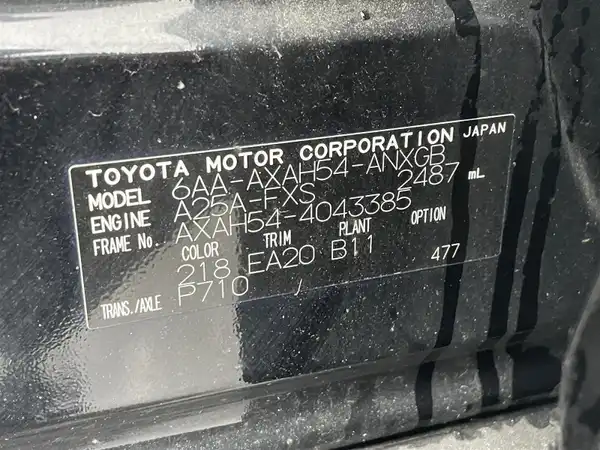 TOYOTA MOTOR CORPORATION JAPAN
MODEL 6AA-AXAH54-ANXGB
ENGINE A25A-FXS 2487 mL
FRAME No. AXAH54-4043385
COLOR TRIM PLANT OPTION
218 EA20 B11 477
TRANS./AXLE P710 /